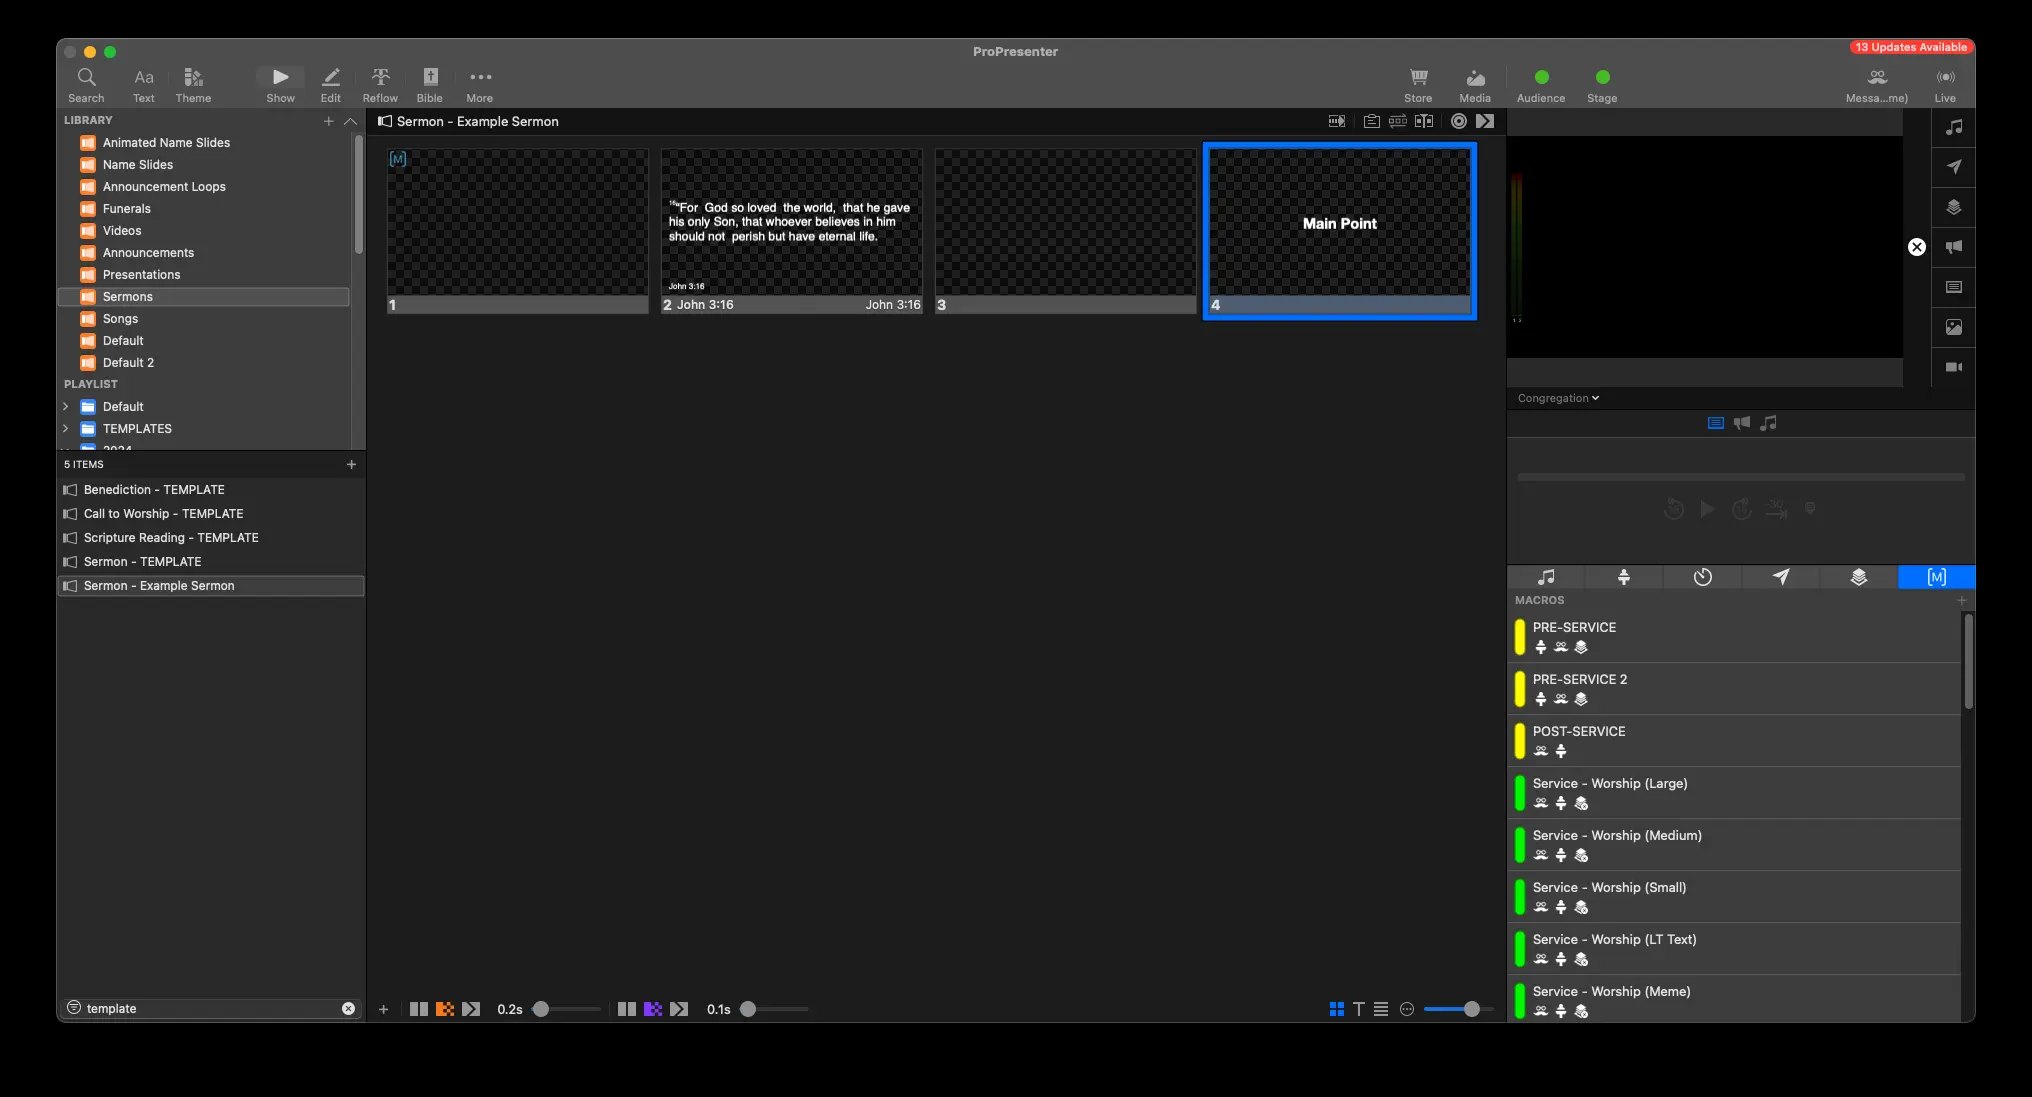 ProPresenter
13 Updates Available
Search
Aa
Text
Theme
Show
Edit
Reflow
Bible
More
Store
Media
Audience
Stage
Messa...me)
Live
LIBRARY
Animated Name Slides
Name Slides
Announcement Loops
Funerals
Videos
Announcements
Presentations
Sermons
Songs
Default
Default 2
PLAYLIST
Default
TEMPLATES
5 ITEMS
Benediction - TEMPLATE
Call to Worship - TEMPLATE
Scripture Reading - TEMPLATE
Sermon - TEMPLATE
Sermon - Example Sermon
template
Sermon - Example Sermon
[M]
1
16“For God so loved the world, that he gave
his only Son, that whoever believes in him
should not perish but have eternal life.
John 3:16
2 John 3:16 John 3:16
3
Main Point
4
0.2s
0.1s
T
1 2
Congregation
[M]
MACROS
PRE-SERVICE
PRE-SERVICE 2
POST-SERVICE
Service - Worship (Large)
Service - Worship (Medium)
Service - Worship (Small)
Service - Worship (LT Text)
Service - Worship (Meme)